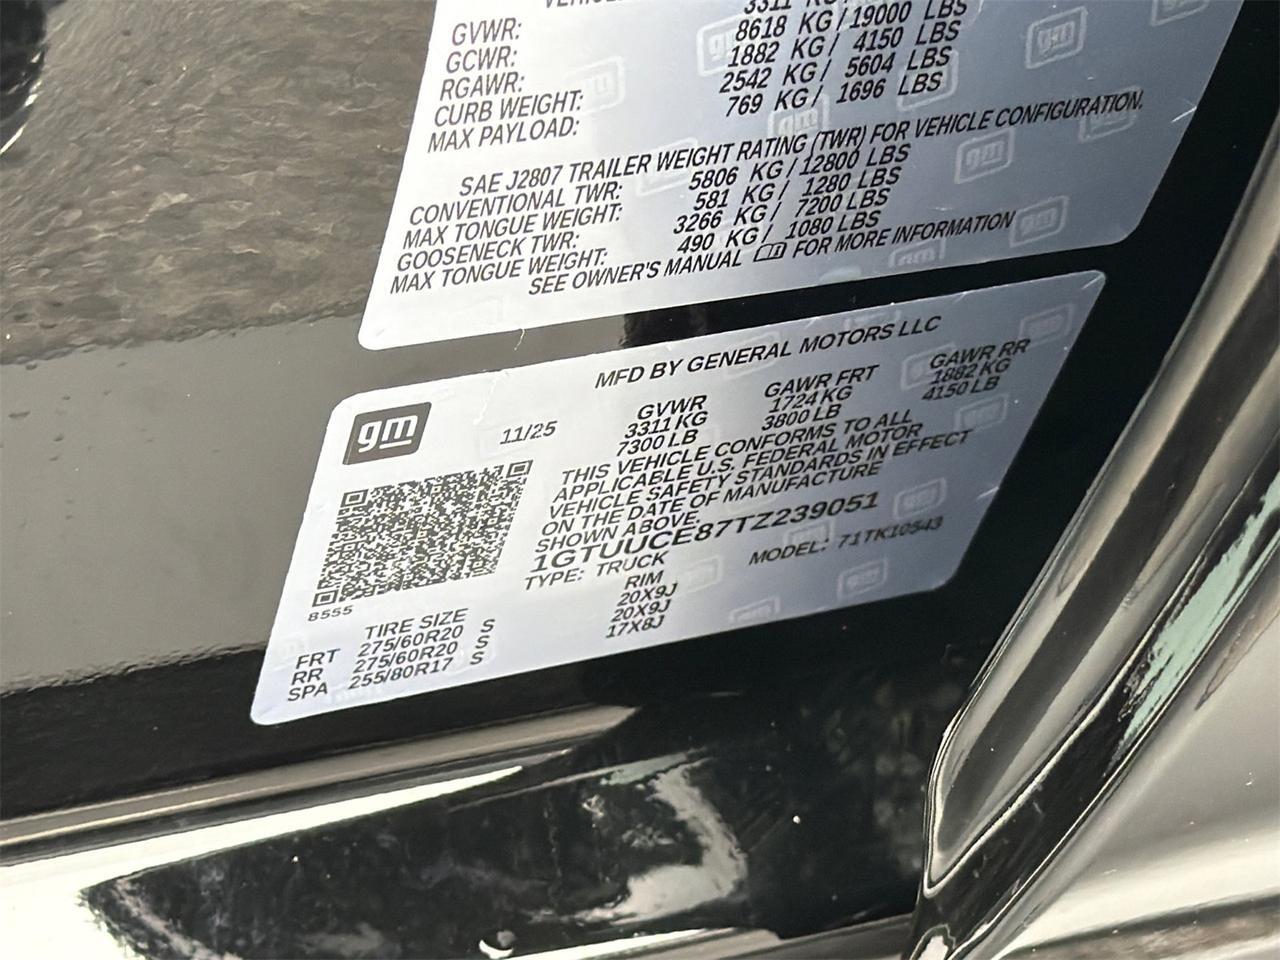 GVWR: 3311 KG/
GCWR: 8618 KG/19000 LBS
RGAWR: 1882 KG/ 4150 LBS
CURB WEIGHT: 2542 KG/ 5604 LBS
MAX PAYLOAD: 769 KG/ 1696 LBS
SAE J2807 TRAILER WEIGHT RATING (TWR) FOR VEHICLE CONFIGURATION.
CONVENTIONAL TWR: 5806 KG/12800 LBS
MAX TONGUE WEIGHT: 581 KG/ 1280 LBS
GOOSENECK TWR: 3266 KG/ 7200 LBS
MAX TONGUE WEIGHT: 490 KG/ 1080 LBS
SEE OWNER'S MANUAL FOR MORE INFORMATION
MFD BY GENERAL MOTORS LLC
gm
11/25
GVWR GAWR FRT GAWR RR
3311 KG 1724 KG 1882 KG
7300 LB 3800 LB 4150 LB
THIS VEHICLE CONFORMS TO ALL
APPLICABLE U.S. FEDERAL MOTOR
VEHICLE SAFETY STANDARDS IN EFFECT
ON THE DATE OF MANUFACTURE
SHOWN ABOVE.
1GTUUCE87TZ239051
TYPE: TRUCK MODEL: 71TK10543
8555
TIRE SIZE RIM
FRT 275/60R20 S 20X9J
RR 275/60R20 S 20X9J
SPA 255/80R17 S 17X8J